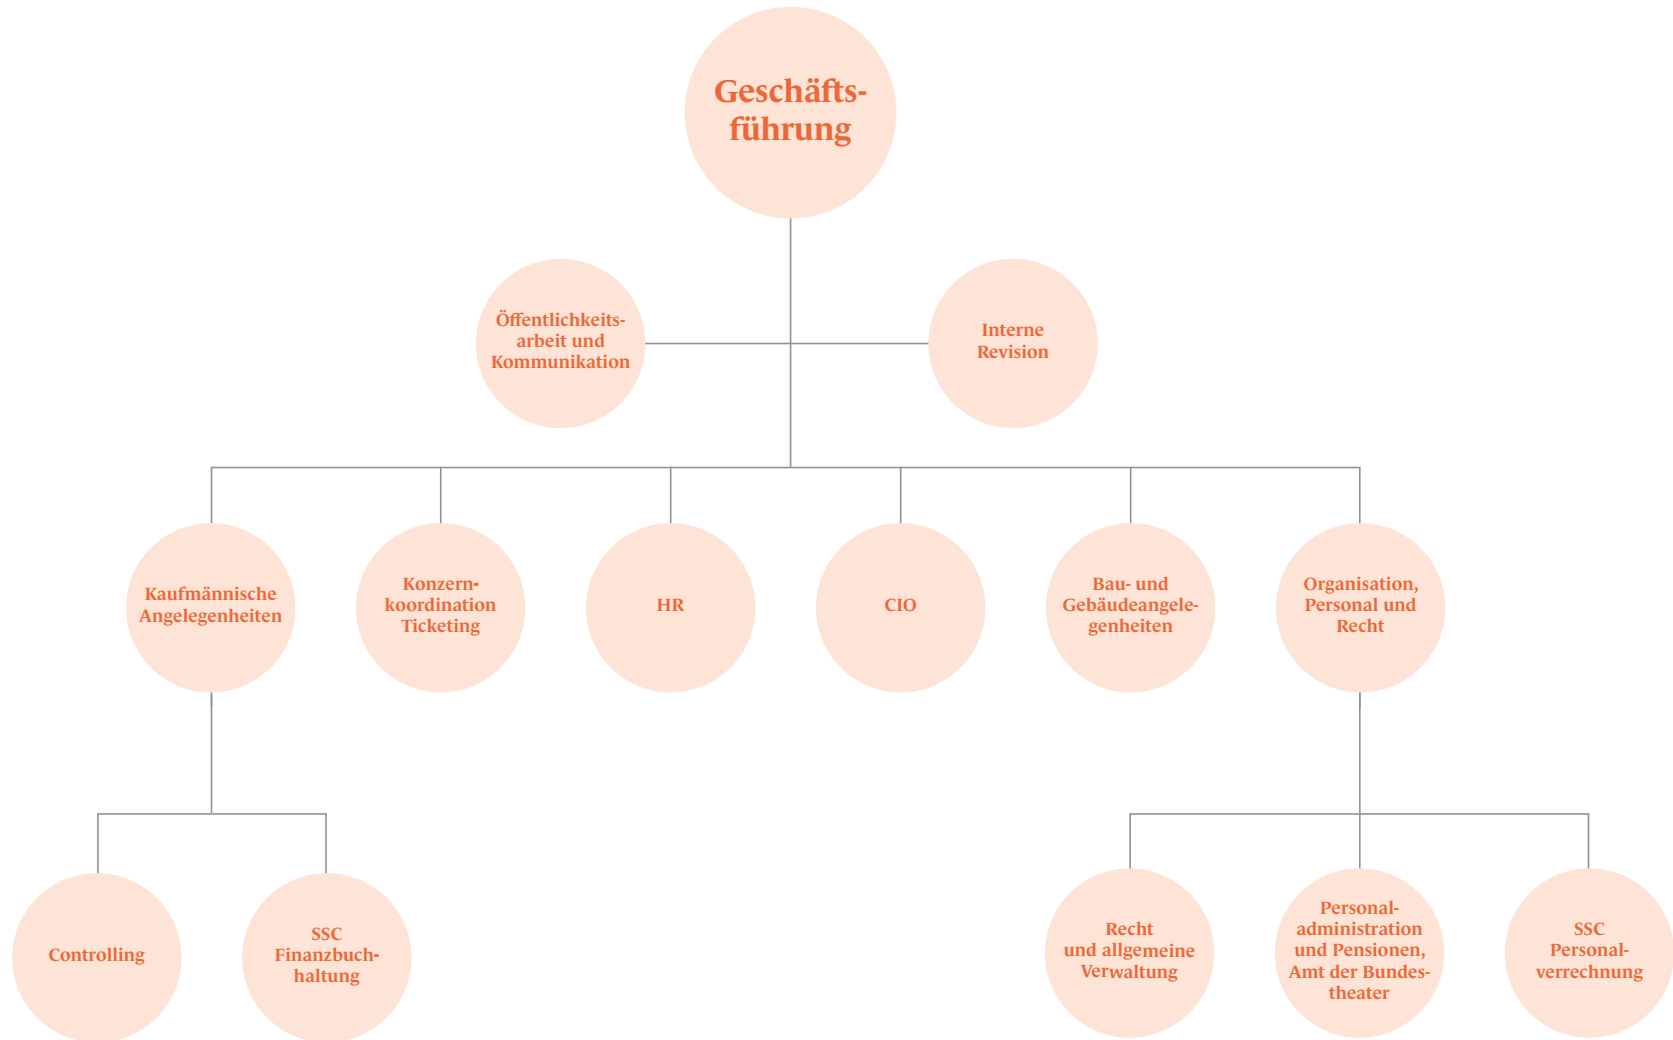 Geschäfts-
führung
Öffentlichkeits-
arbeit und
Kommunikation
Interne
Revision
Kaufmännische
Angelegenheiten
Konzern-
koordination
Ticketing
HR
CIO
Bau- und
Gebäudeangele-
genheiten
Organisation,
Personal und
Recht
Controlling
SSC
Finanzbuch-
haltung
Recht
und allgemeine
Verwaltung
Personal-
administration
und Pensionen,
Amt der Bundes-
theater
SSC
Personal-
verrechnung